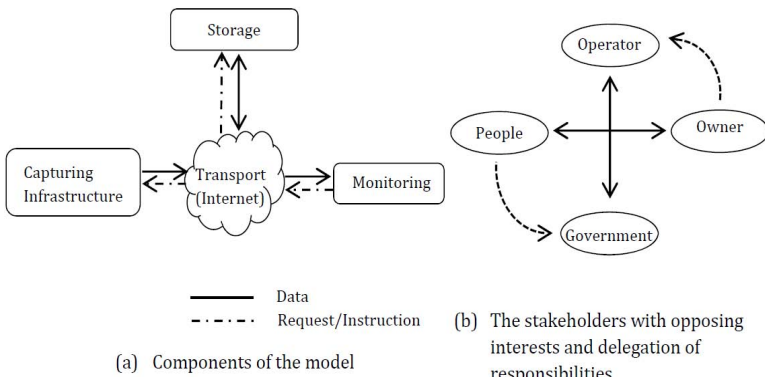 Storage
Capturing
Infrastructure
Transport
(Internet)
Monitoring
Data
Request/Instruction
(a) Components of the model
Operator
People
Owner
Government
(b) The stakeholders with opposing
interests and delegation of
responsibilities